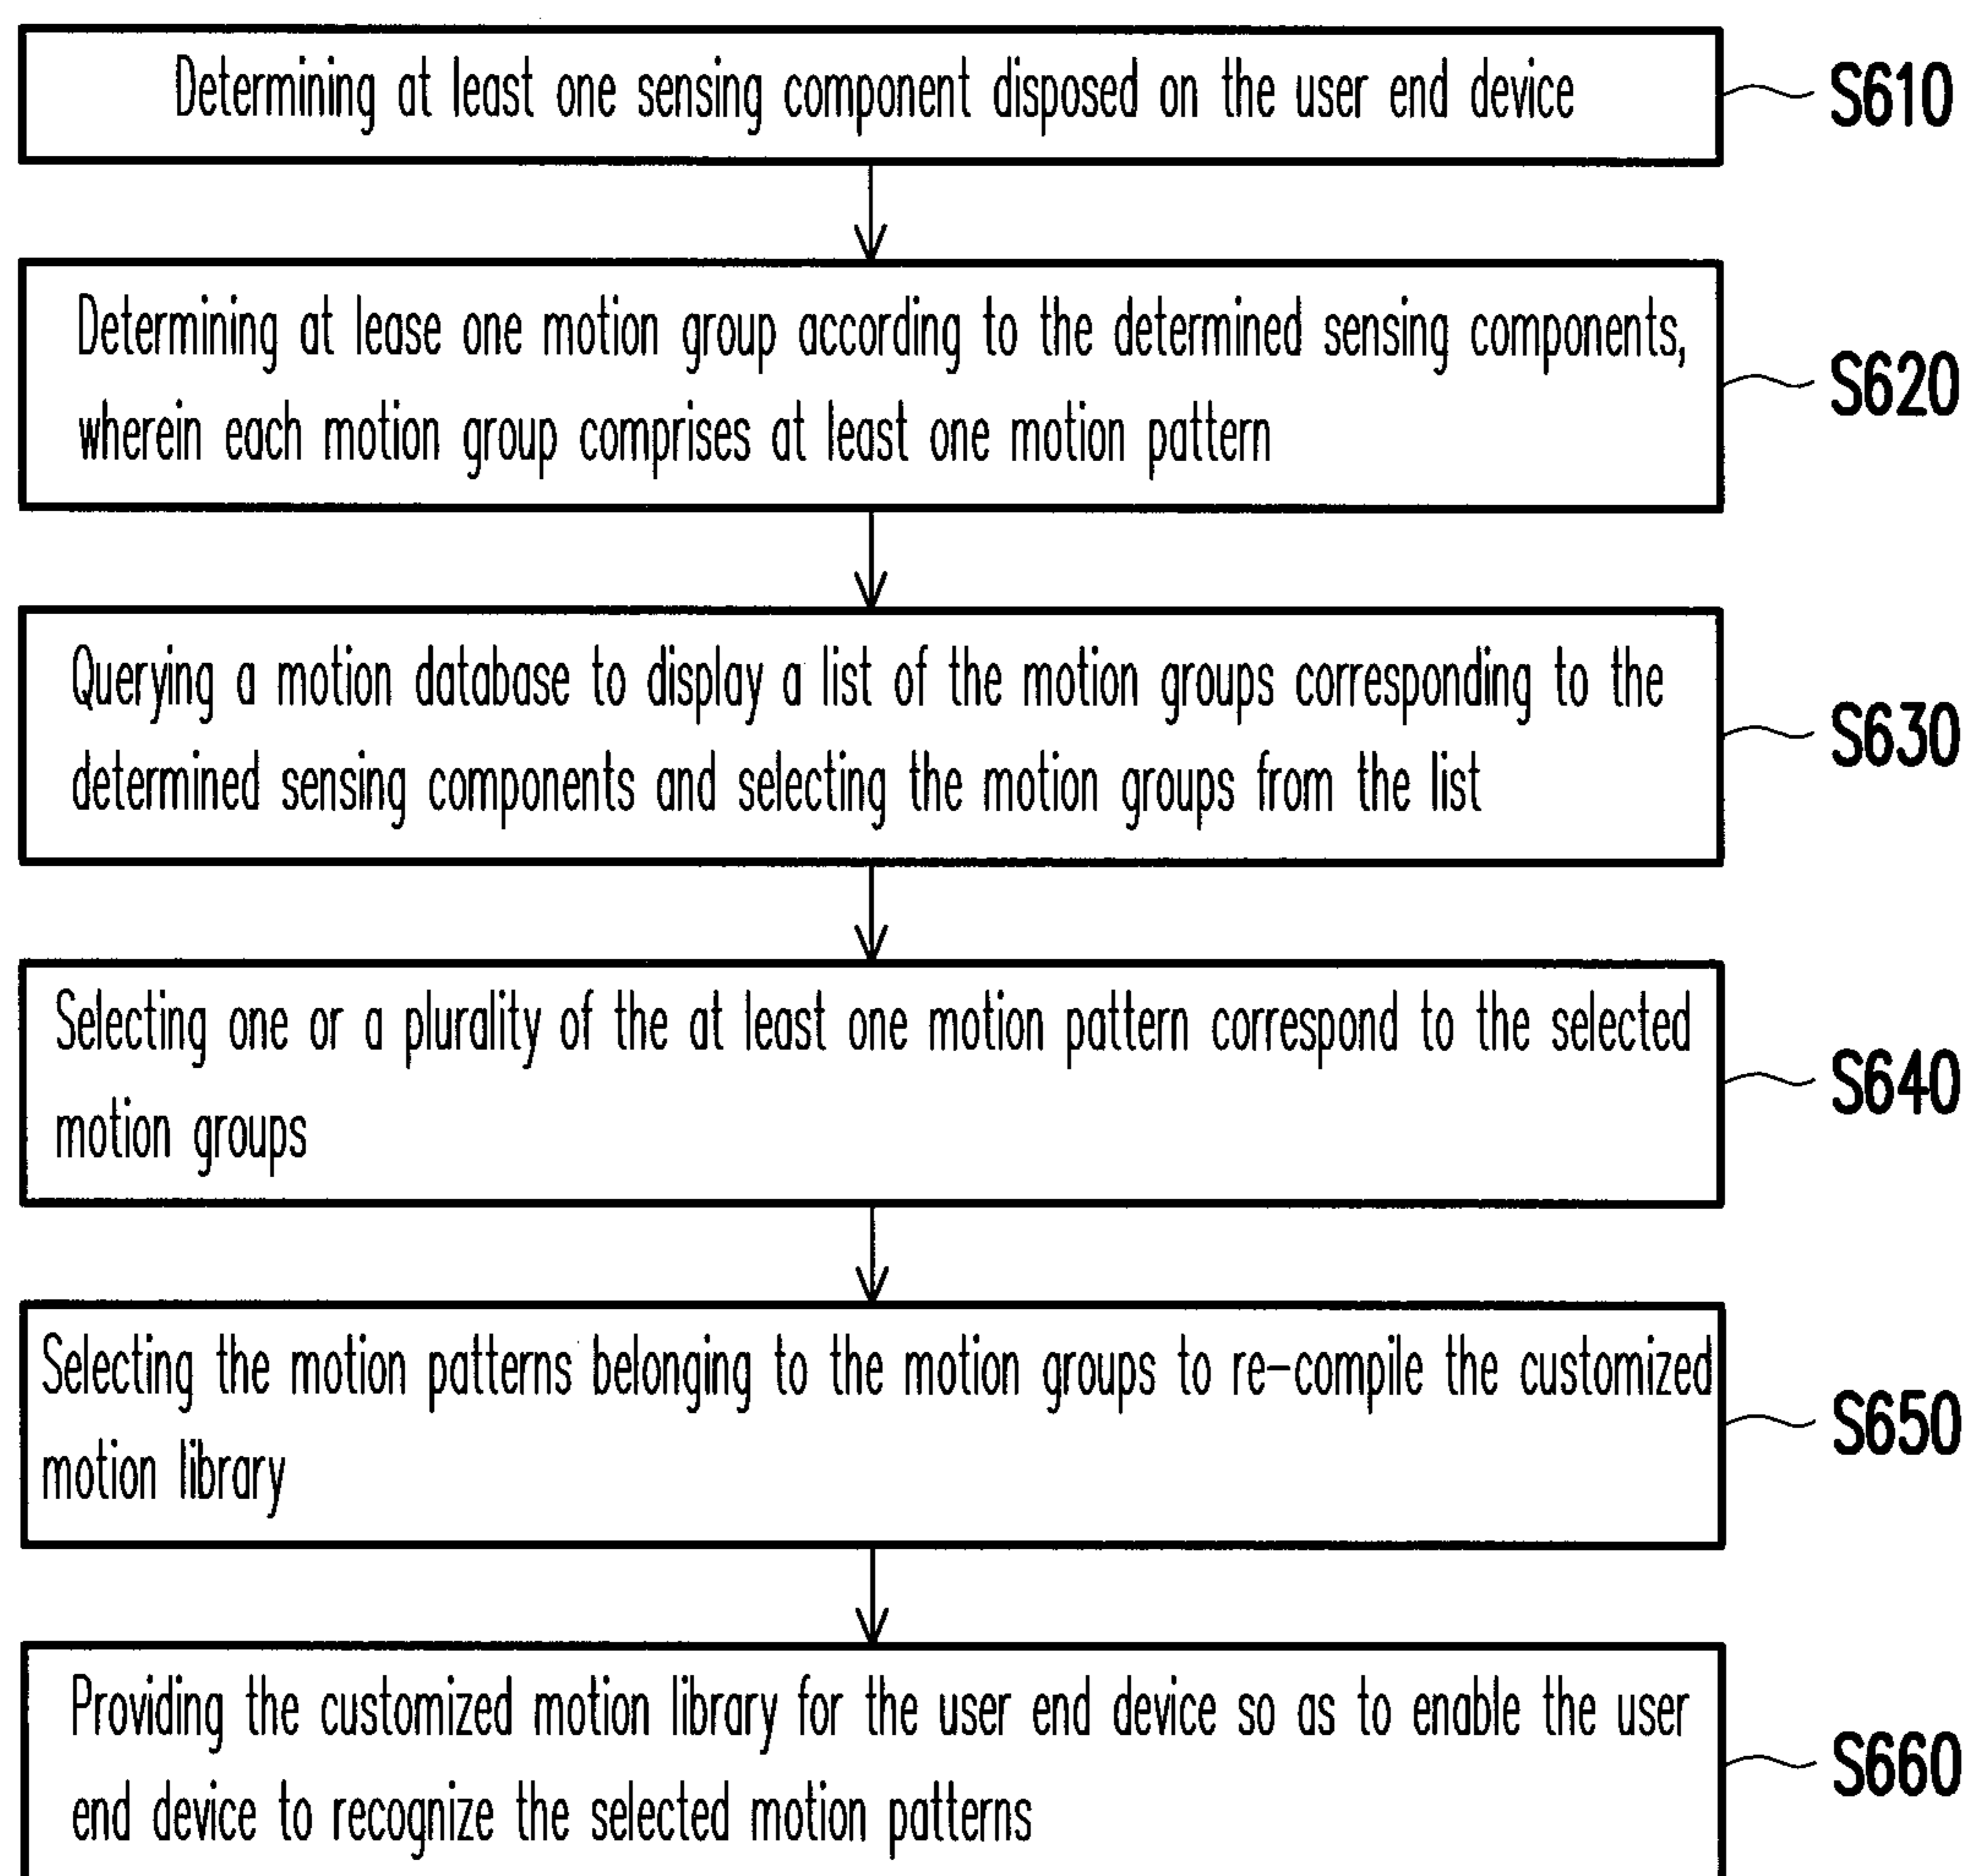 Determining at least one sensing component disposed on the user end device
S610
Determining at lease one motion group according to the determined sensing components,
wherein each motion group comprises at least one motion pattern
S620
Querying a motion database to display a list of the motion groups corresponding to the
determined sensing components and selecting the motion groups from the list
S630
Selecting one or a plurality of the at least one motion pattern correspond to the selected
motion groups
S640
Selecting the motion patterns belonging to the motion groups to re-compile the customized
motion library
S650
Providing the customized motion library for the user end device so as to enable the user
end device to recognize the selected motion patterns
S660